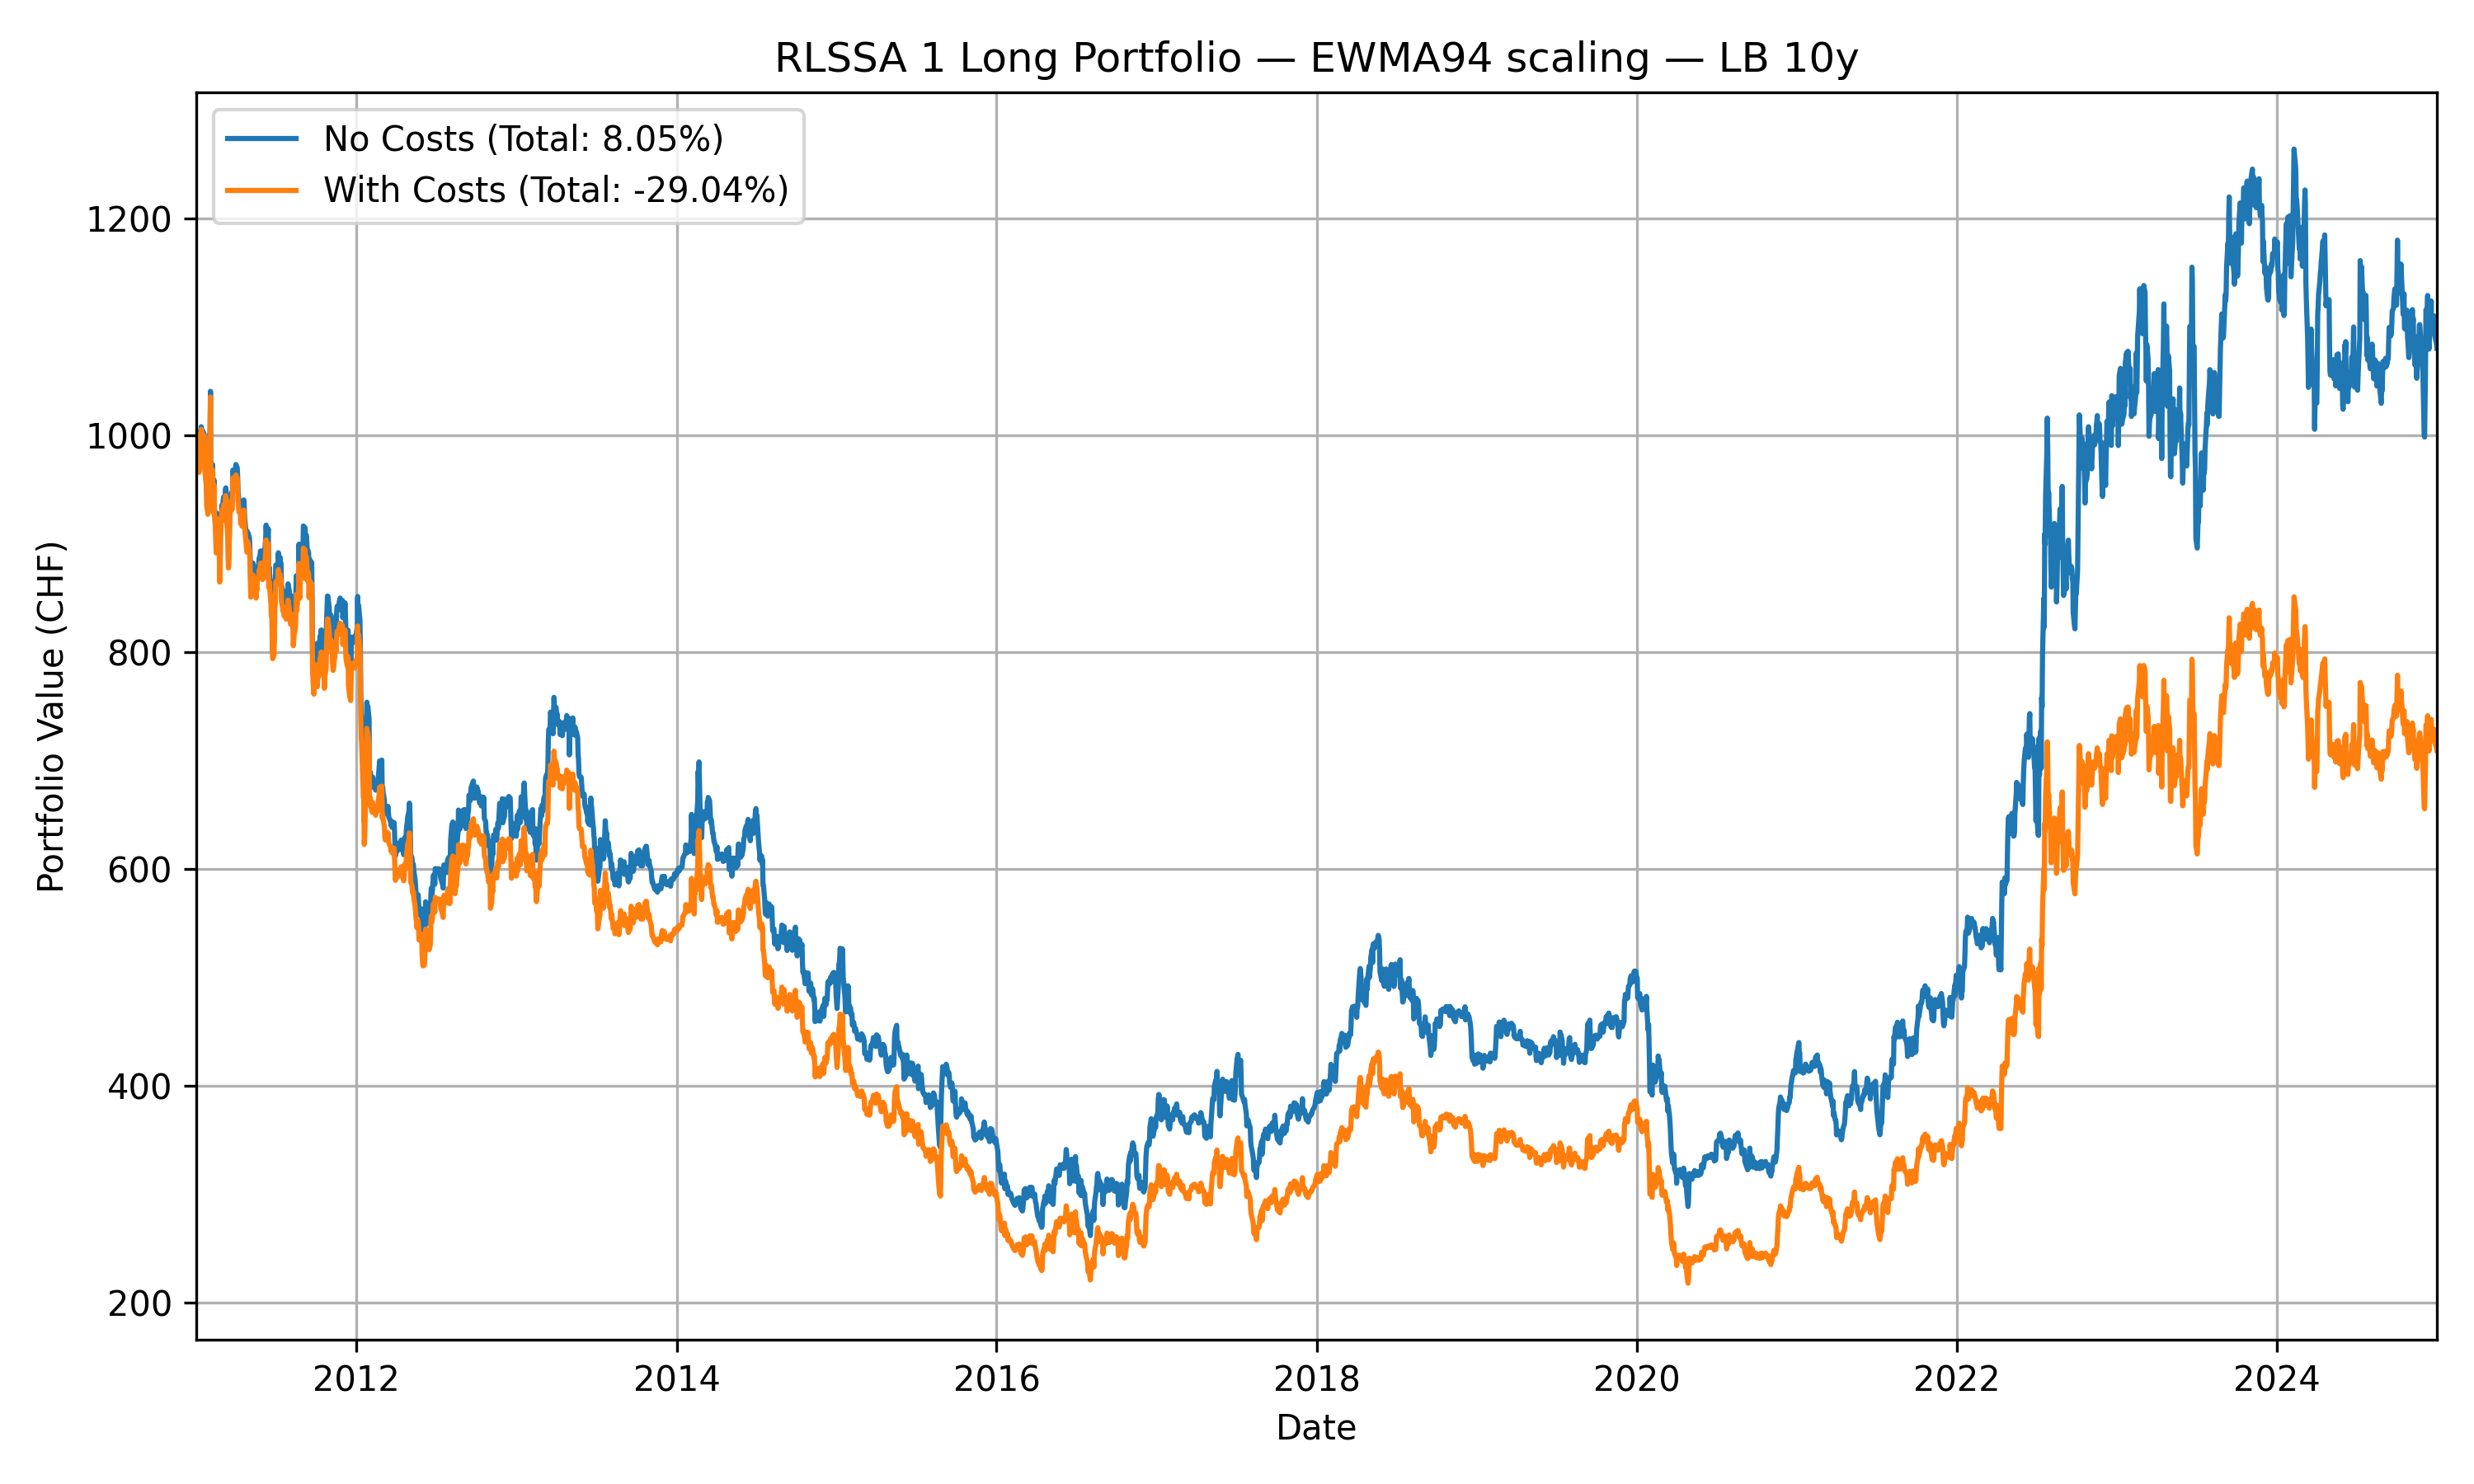 RLSSA 1 Long Portfolio — EWMA94 scaling — LB 10y
No Costs (Total: 8.05%)
With Costs (Total: -29.04%)
Portfolio Value (CHF)
1200
1000
800
600
400
200
2012
2014
2016
2018
2020
2022
2024
Date